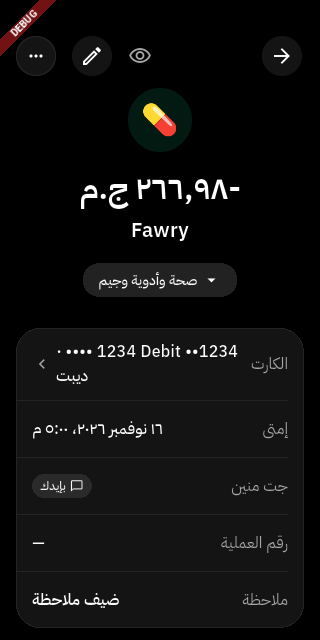 DEBUG
-٢٦٦,٩٨ ج.م
Fawry
صحة وأدوية وجيم
الكارت
· •••• 1234 Debit ••1234
ديبت
إمتى
١٦ نوفمبر ٢٠٢٦، ٥:٠٠ م
جت منين
بإيدك
رقم العملية
—
ملاحظة
ضيف ملاحظة